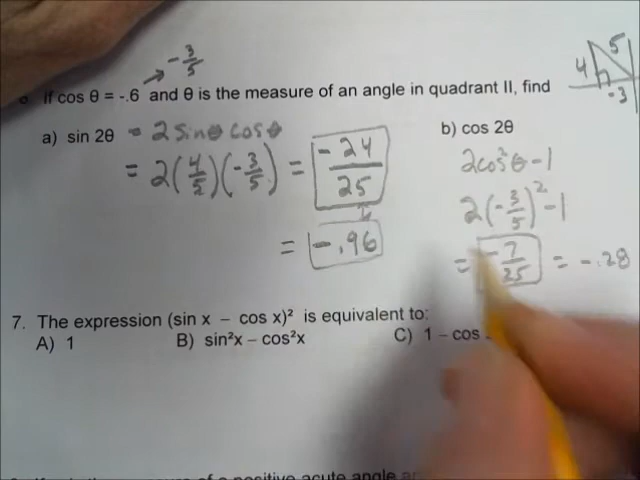 -3/5
5
4
-3
If cos θ = -.6 and θ is the measure of an angle in quadrant II, find
a) sin 2θ = 2 sinθ cosθ
b) cos 2θ
= 2(4/5)(-3/5) = -24/25
2cos²θ-1
2(-3/5)²-1
= -.96
= -7/25 = -.28
7. The expression (sin x – cos x)² is equivalent to:
A) 1 B) sin²x – cos²x C) 1 – cos